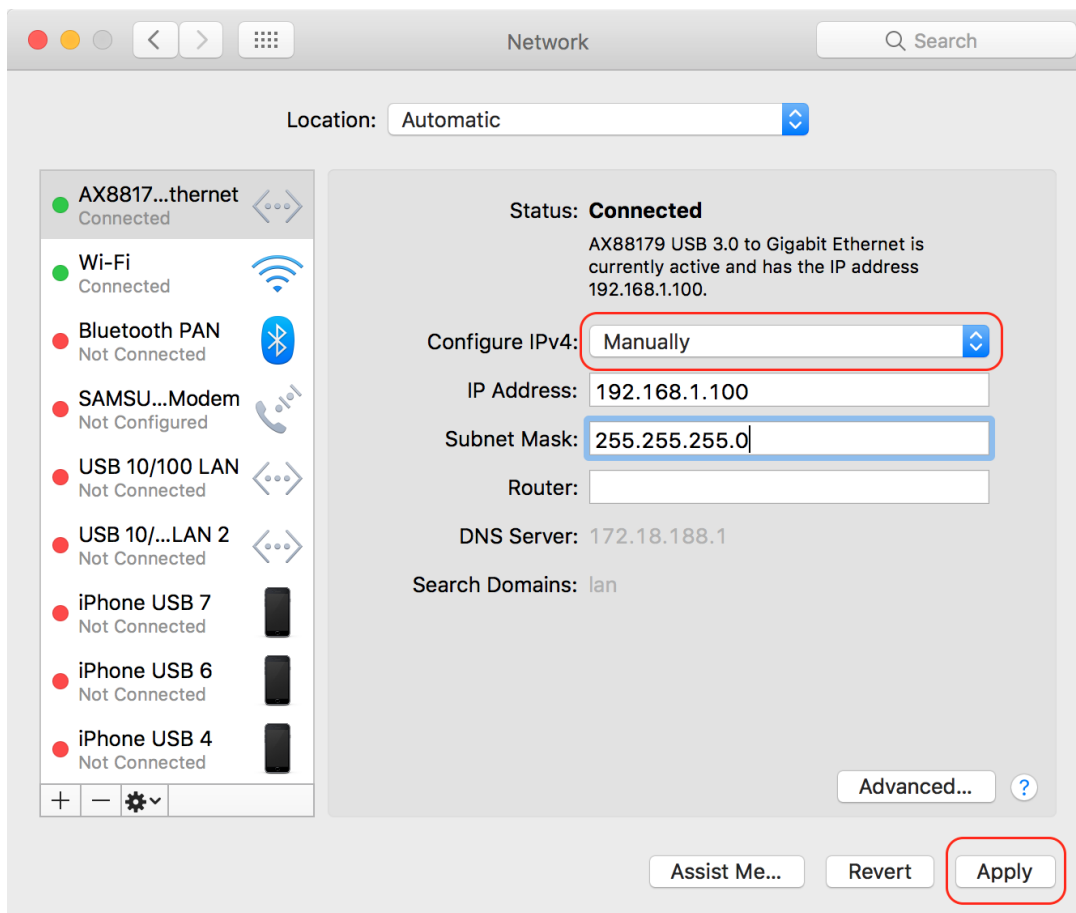 Network
Search
Location: Automatic
AX8817...thernet
Connected
Wi-Fi
Connected
Bluetooth PAN
Not Connected
SAMSU...Modem
Not Configured
USB 10/100 LAN
Not Connected
USB 10/...LAN 2
Not Connected
iPhone USB 7
Not Connected
iPhone USB 6
Not Connected
iPhone USB 4
Not Connected
Status: Connected
AX88179 USB 3.0 to Gigabit Ethernet is
currently active and has the IP address
192.168.1.100.
Configure IPv4: Manually
IP Address: 192.168.1.100
Subnet Mask: 255.255.255.0
Router:
DNS Server: 172.18.188.1
Search Domains: lan
Advanced... ?
Assist Me... Revert Apply